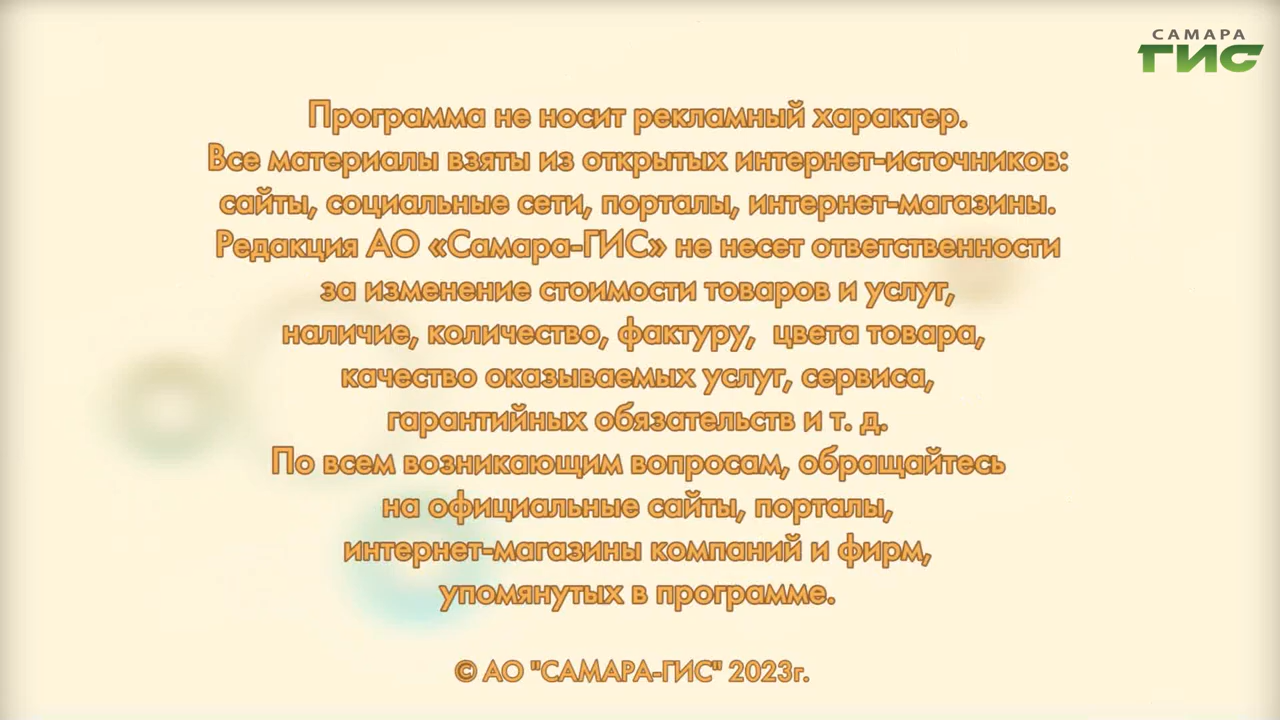 САМАРА
ГИС
Программа не носит рекламный характер.
Все материалы взяты из открытых интернет-источников:
сайты, социальные сети, порталы, интернет-магазины.
Редакция АО «Самара-ГИС» не несет ответственности
за изменение стоимости товаров и услуг,
наличие, количество, фактуру, цвета товара,
качество оказываемых услуг, сервиса,
гарантийных обязательств и т. д.
По всем возникающим вопросам, обращайтесь
на официальные сайты, порталы,
интернет-магазины компаний и фирм,
упомянутых в программе.
© АО "САМАРА-ГИС" 2023г.